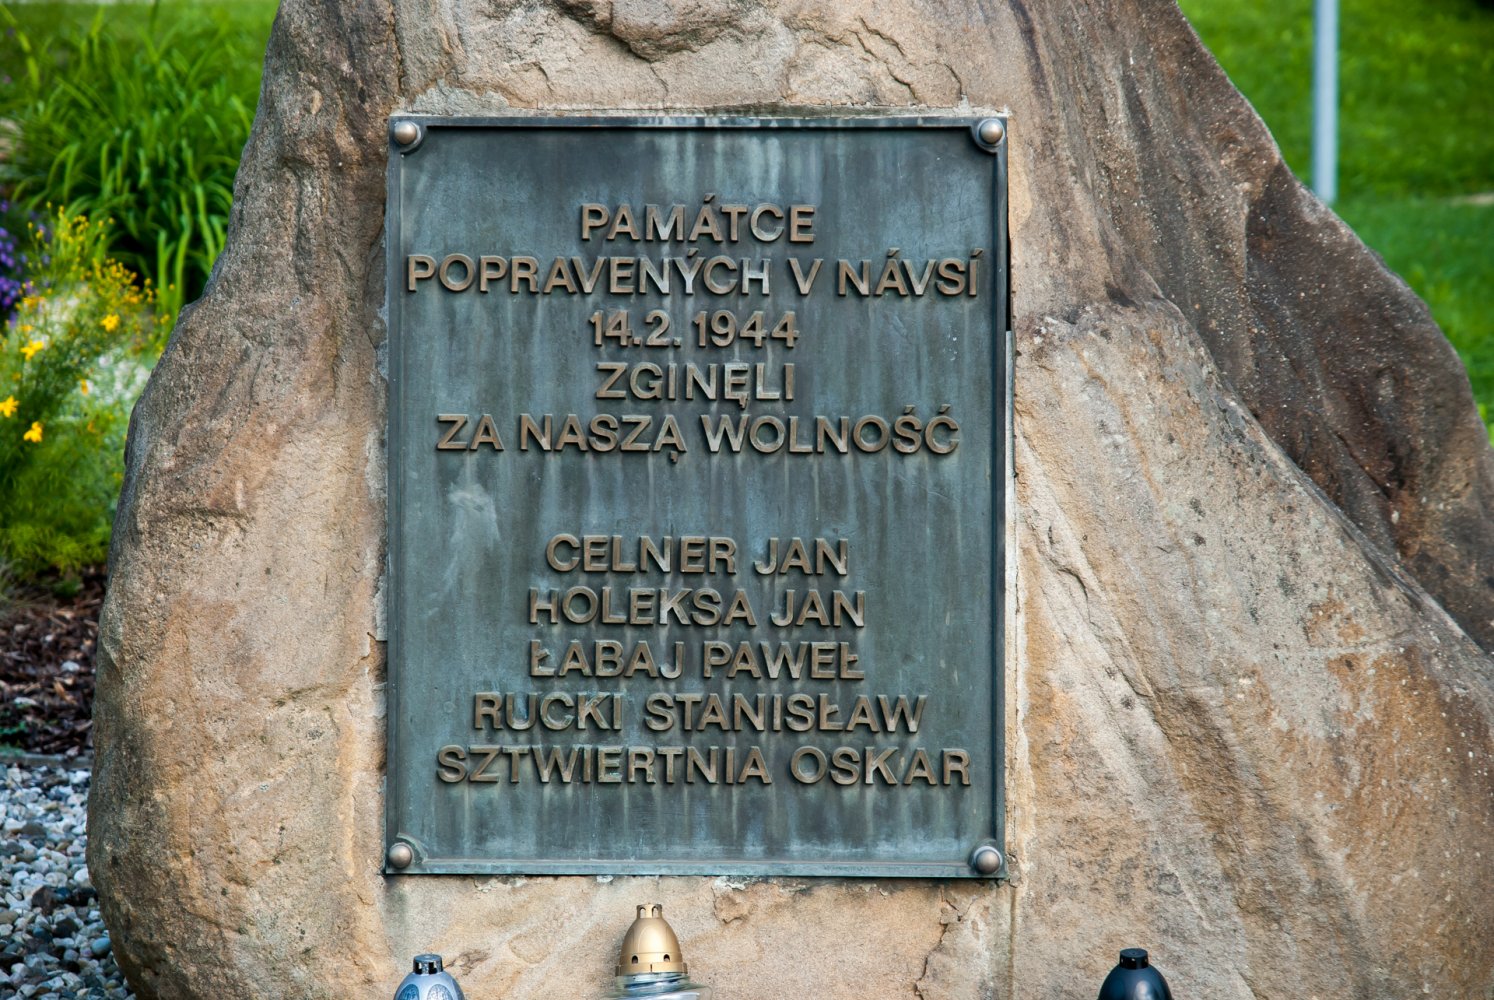 PAMÁTCE
POPRAVENÝCH V NÁVSÍ
14.2. 1944
ZGINĘLI
ZA NASZĄ WOLNOŚĆ
CELNER JAN
HOLEKSA JAN
ŁABAJ PAWEŁ
RUCKI STANISŁAW
SZTWIERTNIA OSKAR